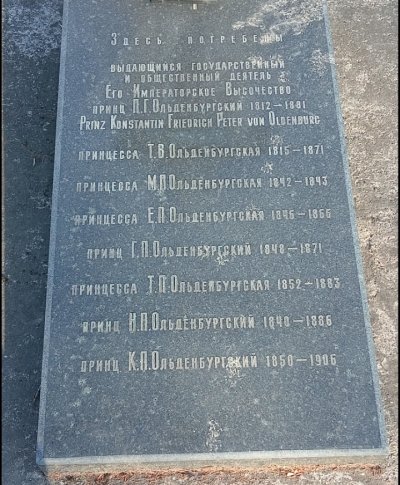 Здесь погребены
выдающийся государственный
и общественный деятель
Его Императорское Высочество
принц П.Г.Ольденбургский 1812–1881
Prinz Konstantin Friedrich Peter von Oldenburg
принцесса Т.В.Ольденбургская 1815–1871
принцесса М.П.Ольденбургская 1842–1843
принцесса Е.П.Ольденбургская 1846–1866
принц Г.П.Ольденбургский 1848–1871
принцесса Т.П.Ольденбургская 1852–1883
принц Н.П.Ольденбургский 1840–1886
принц К.П.Ольденбургский 1850–1906